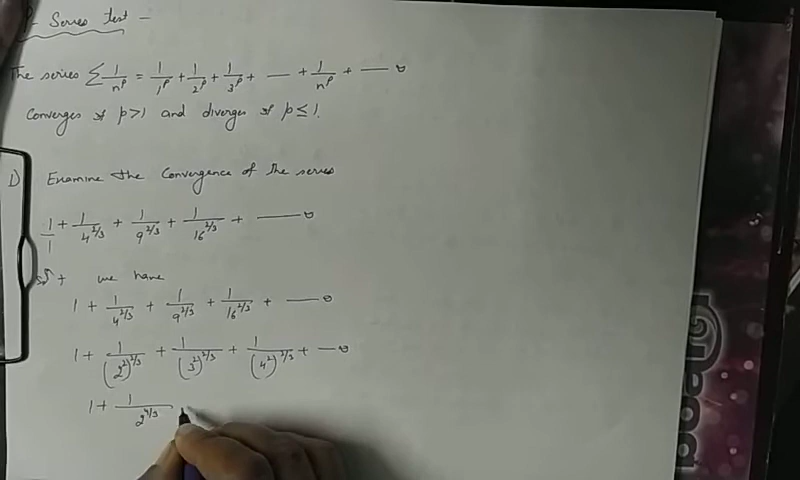 P- Series test -
The series ∑ 1/n^p = 1/1^p + 1/2^p + 1/3^p + — + 1/n^p + — ∞
Converges if p>1 and diverges if p≤1.
1) Examine the Convergence of the series
1/1 + 1/4^2/3 + 1/9^2/3 + 1/16^2/3 + — ∞
we have
1 + 1/4^2/3 + 1/9^2/3 + 1/16^2/3 + — ∞
1 + 1/(2^2)^2/3 + 1/(3^2)^2/3 + 1/(4^2)^2/3 + — ∞
1 + 1/2^4/3